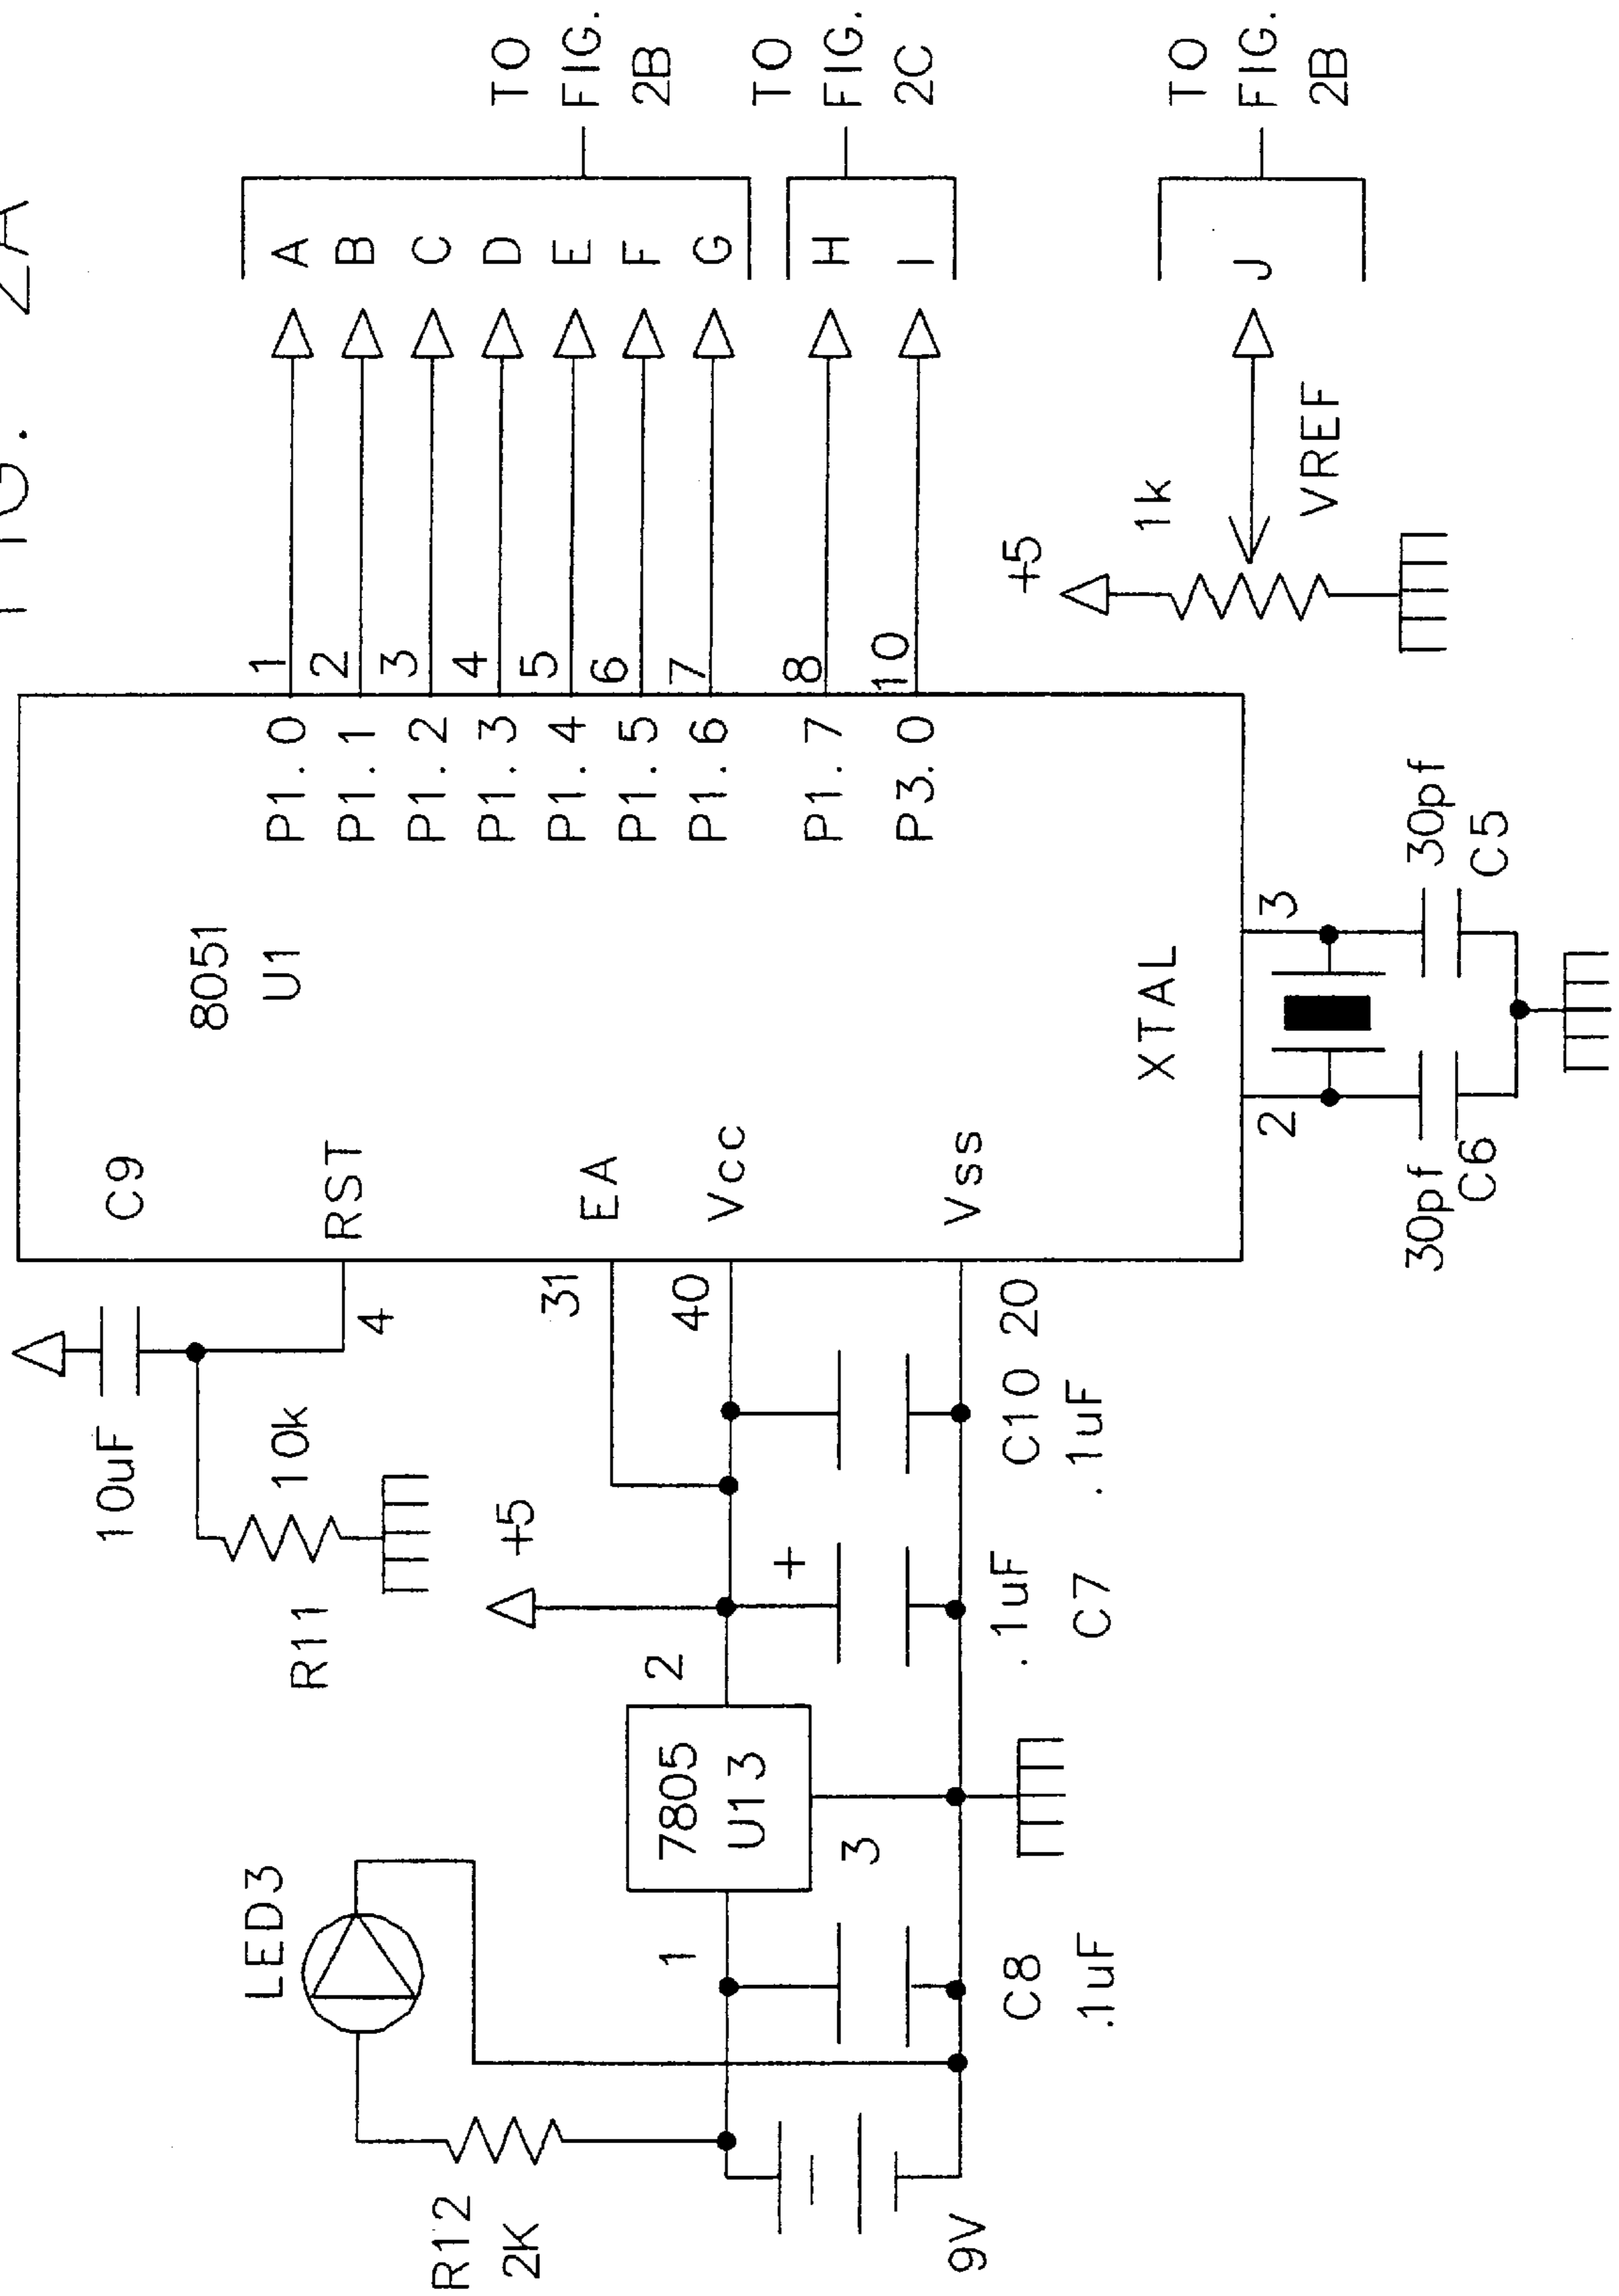 FIG. 2A
8051
U1
C9
10uF
RST
4
10k
R11
EA
31
Vcc
40
Vss
20
XTAL
2
3
P1.0
1
A
P1.1
2
B
P1.2
3
C
P1.3
4
D
P1.4
5
E
P1.5
6
F
P1.6
7
G
TO
FIG.
2B
P1.7
8
H
P3.0
10
I
TO
FIG.
2C
+5
1k
VREF
J
TO
FIG.
2B
30pf
C5
30pf
C6
LED3
R12
2K
9V
7805
U13
1
2
3
+5
+
C8
.1uF
.1uF
C7
C10
.1uF